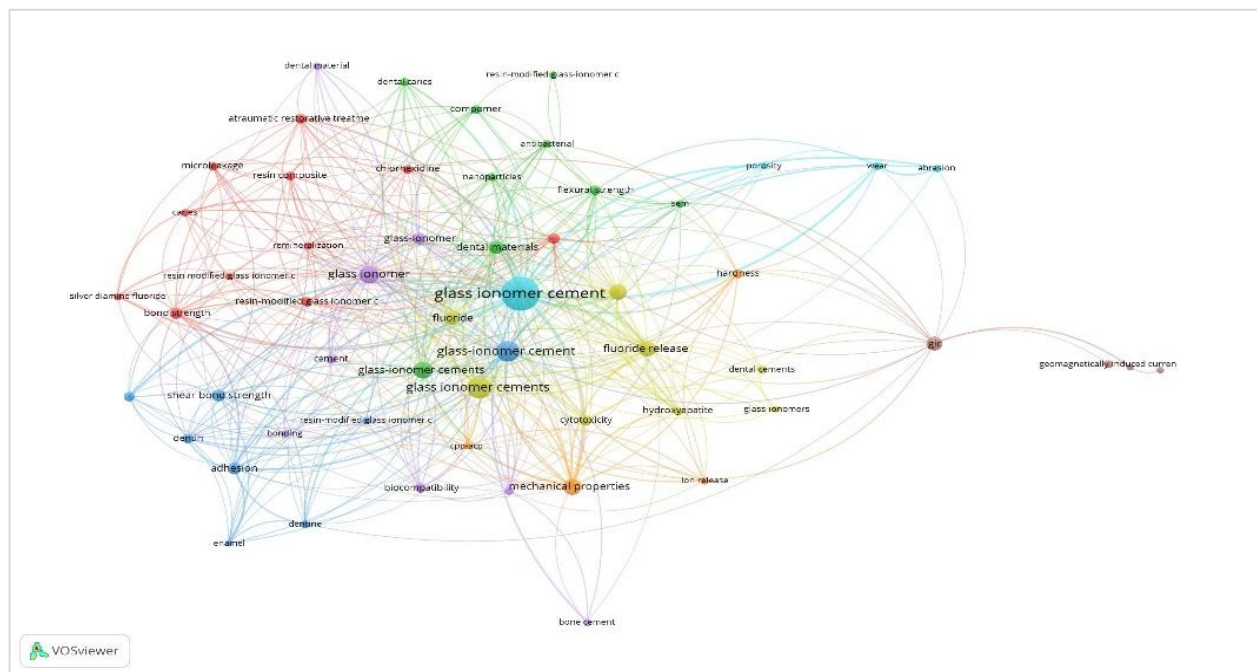 dental material
dental caries
resin-modified glass-ionomer c
compomer
atraumatic restorative treatme
antibacterial
microleakage
chlorhexidine
resin composite
nanoparticles
flexural strength
porosity
wear
abrasion
caries
sem
remineralization
glass-ionomer
dental materials
resin-modified glass ionomer c
glass ionomer
hardness
silver diamine fluoride
resin-modified glass ionomer c
glass ionomer cement
bond strength
fluoride
cement
glass-ionomer cement
fluoride release
gic
glass-ionomer cements
dental cements
geomagnetically induced curren
glass ionomer cements
shear bond strength
resin-modified glass ionomer c
cytotoxicity
hydroxyapatite
glass ionomers
bonding
cpp-acp
adhesion
biocompatibility
mechanical properties
ion release
dentine
enamel
bone cement
VOSviewer